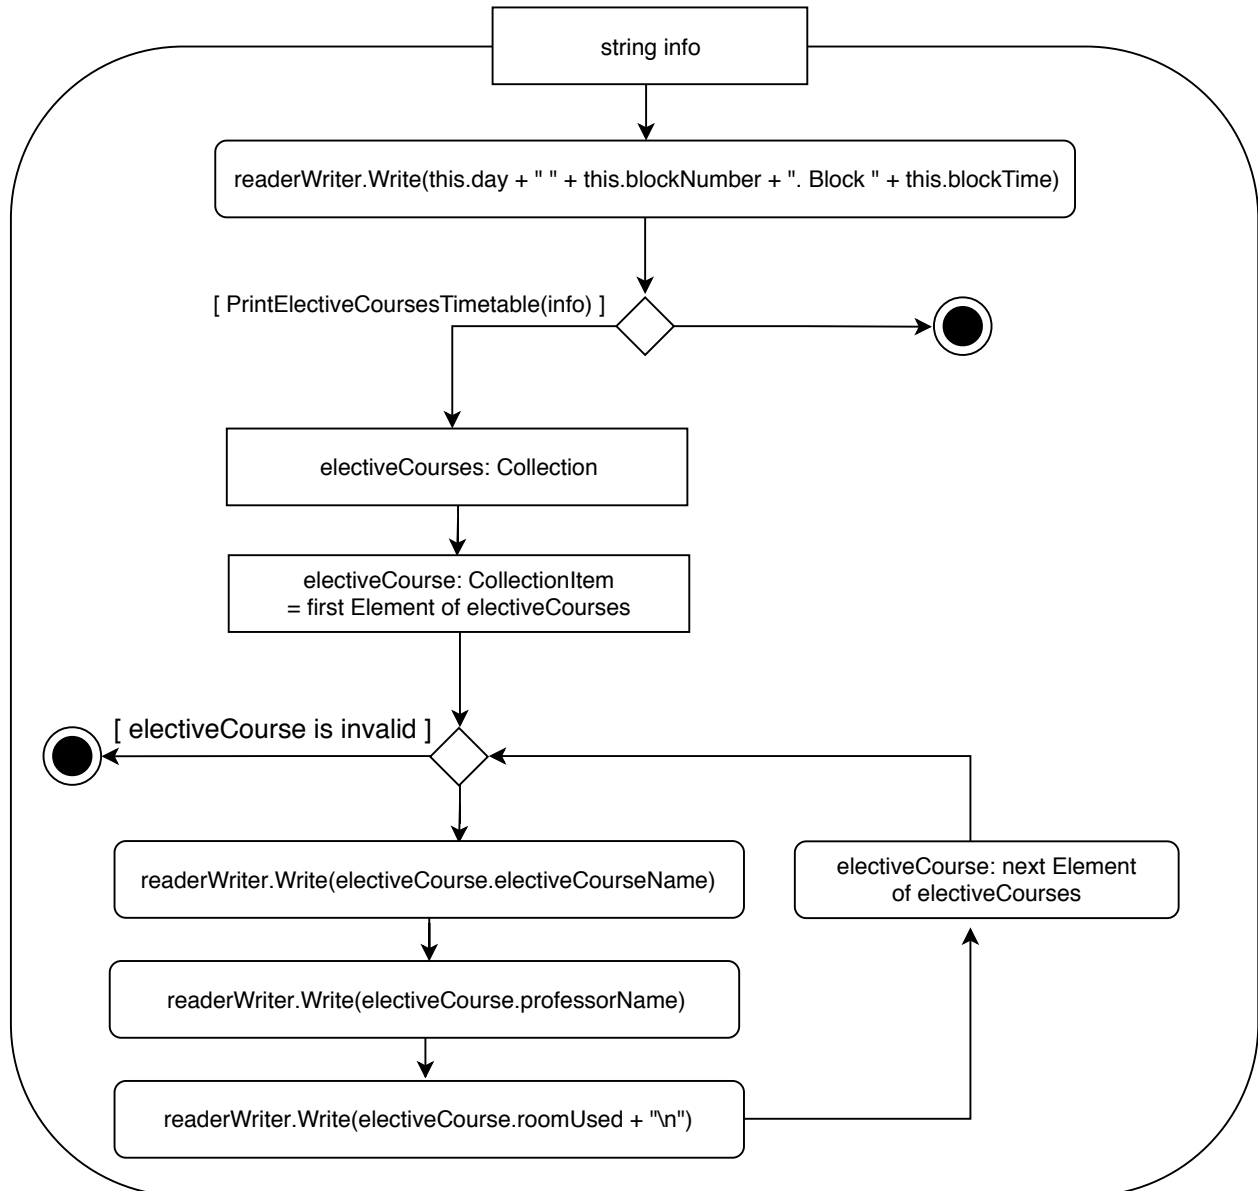 string info
readerWriter.Write(this.day + " " + this.blockNumber + ". Block " + this.blockTime)
[ PrintElectiveCoursesTimetable(info) ]
electiveCourses: Collection
electiveCourse: CollectionItem
= first Element of electiveCourses
[ electiveCourse is invalid ]
readerWriter.Write(electiveCourse.electiveCourseName)
electiveCourse: next Element
of electiveCourses
readerWriter.Write(electiveCourse.professorName)
readerWriter.Write(electiveCourse.roomUsed + "\n")